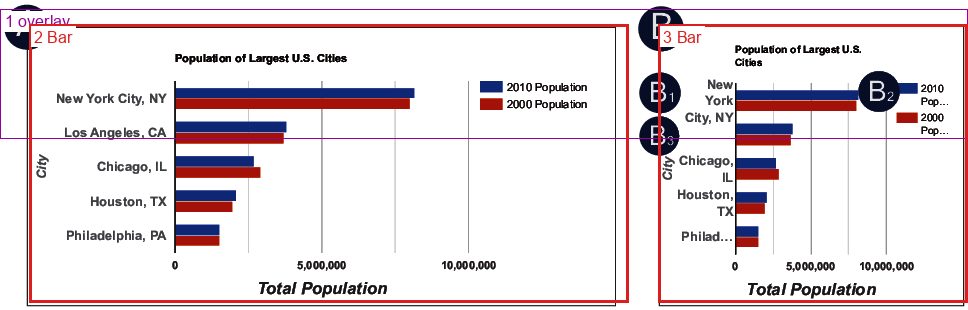 1 overlay
A
2 Bar
Population of Largest U.S. Cities
2010 Population
2000 Population
New York City, NY
Los Angeles, CA
Chicago, IL
Houston, TX
Philadelphia, PA
City
0 5,000,000 10,000,000
Total Population
B
3 Bar
Population of Largest U.S.
Cities
B1
B2
B3
2010
Pop...
2000
Pop...
New
York
City, NY
Chicago,
IL
Houston,
TX
Philad...
City
0 5,000,000 10,000,000
Total Population